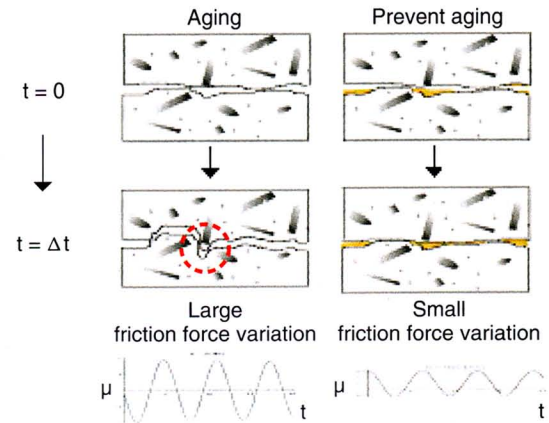 Aging
Prevent aging
t = 0
t = Δt
Large
friction force variation
Small
friction force variation
μ
t
μ
t